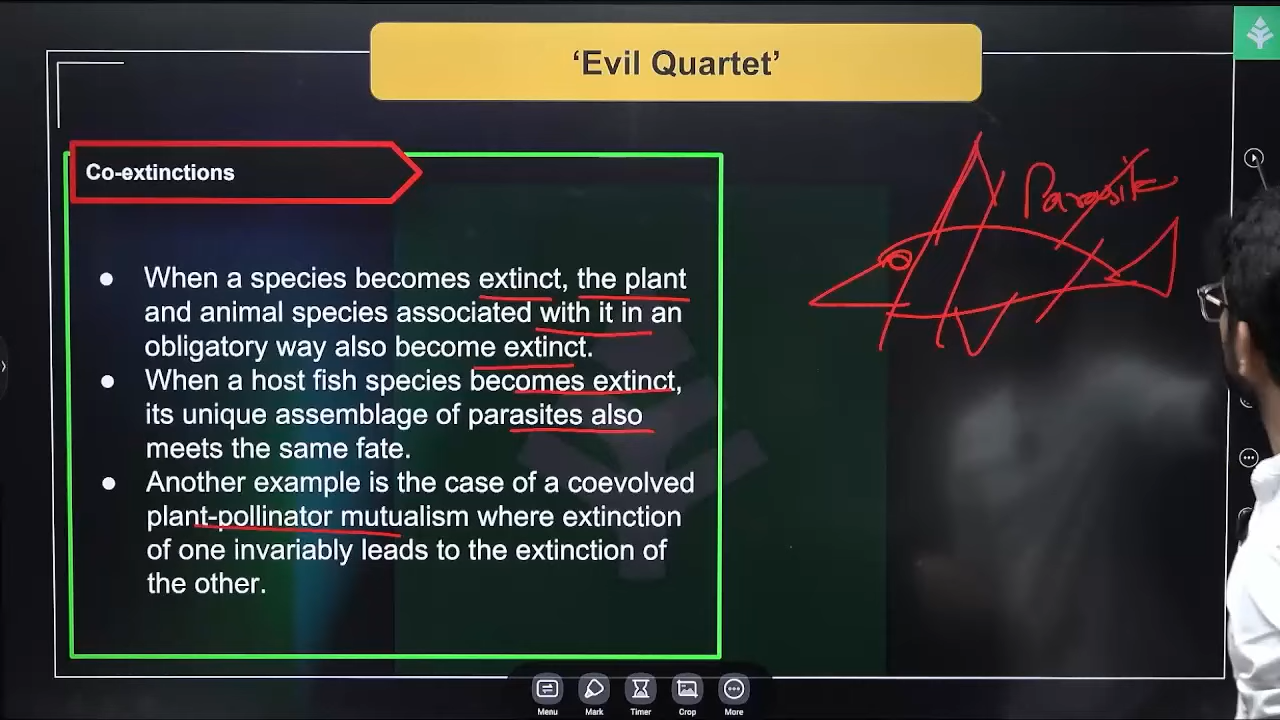 ‘Evil Quartet’
Co-extinctions
Parasite
● When a species becomes extinct, the plant
and animal species associated with it in an
obligatory way also become extinct.
● When a host fish species becomes extinct,
its unique assemblage of parasites also
meets the same fate.
● Another example is the case of a coevolved
plant-pollinator mutualism where extinction
of one invariably leads to the extinction of
the other.
Menu
Mark
Timer
Crop
More